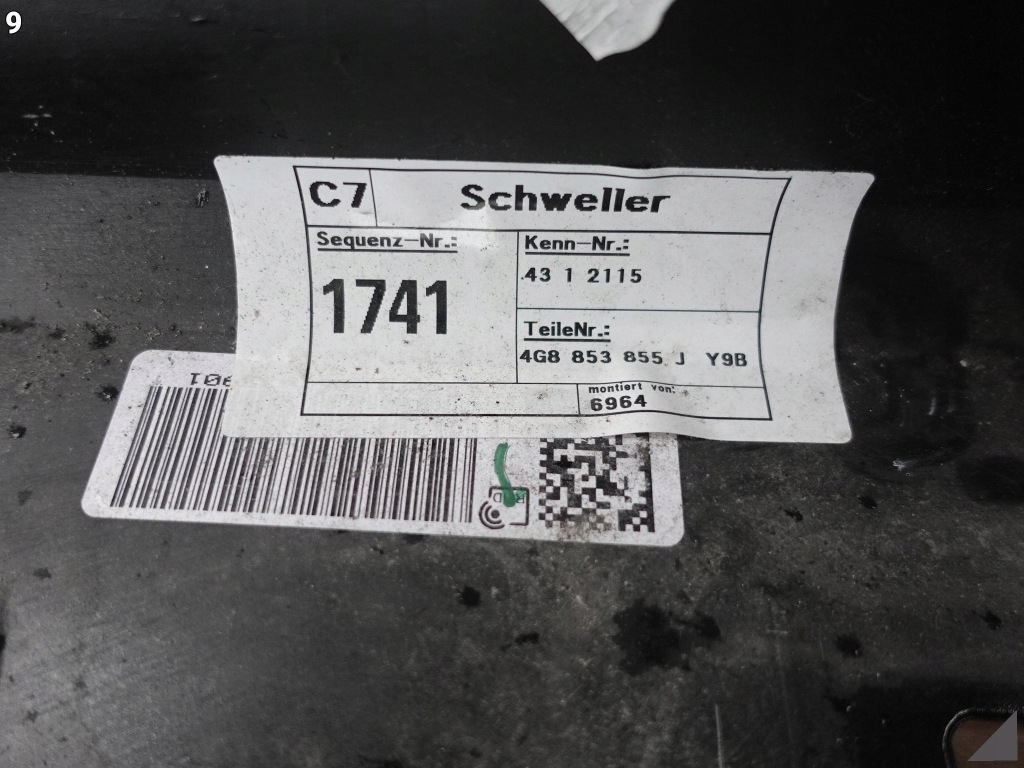 9
C7 Schweller
Sequenz-Nr.:
1741
Kenn-Nr.:
43 1 2115
TeileNr.:
4G8 853 855 J Y9B
montiert von:
6964